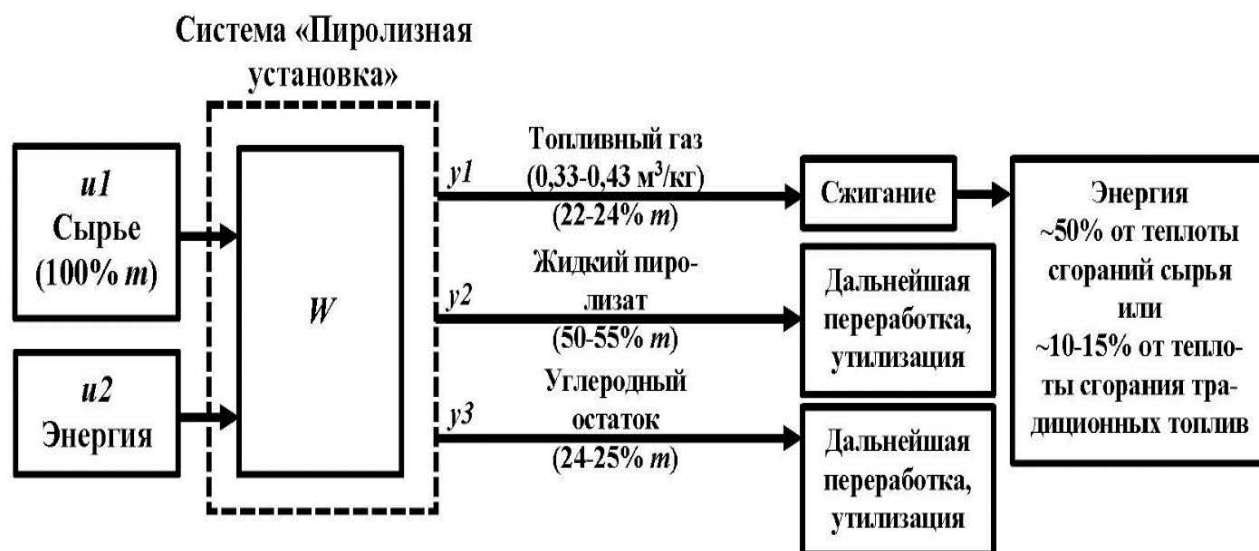 Система «Пиролизная
установка»
u1
Сырье
(100% m)
u2
Энергия
W
y1
Топливный газ
(0,33-0,43 м³/кг)
(22-24% m)
y2
Жидкий пиро-
лизат
(50-55% m)
y3
Углеродный
остаток
(24-25% m)
Сжигание
Дальнейшая
переработка,
утилизация
Дальнейшая
переработка,
утилизация
Энергия
~50% от теплоты
сгораний сырья
или
~10-15% от тепло-
ты сгорания тра-
диционных топлив